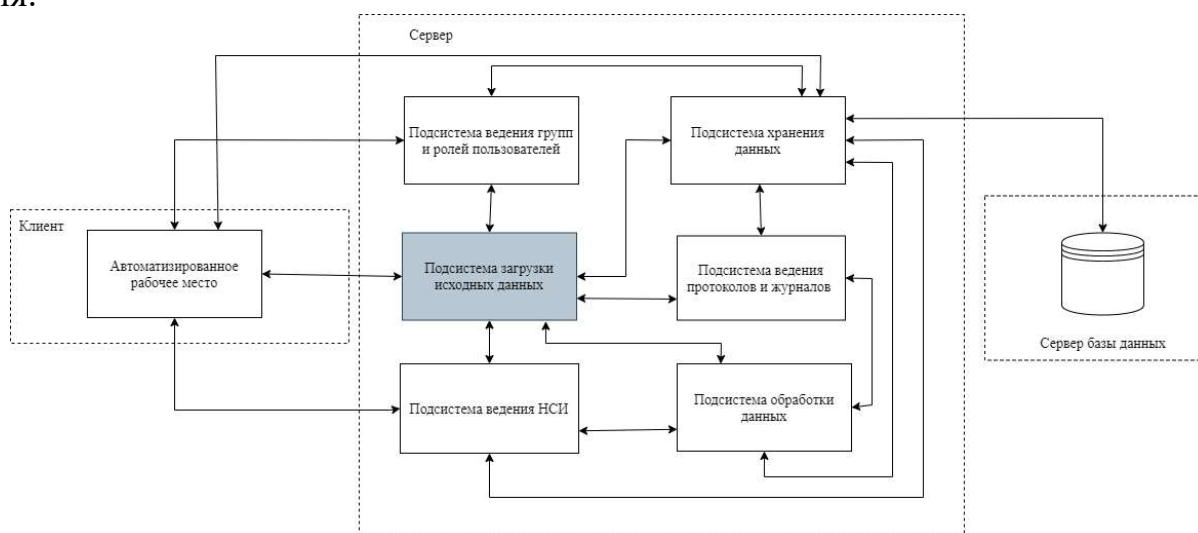 ия.
Сервер
Подсистема ведения групп
и ролей пользователей
Подсистема хранения
данных
Клиент
Автоматизированное
рабочее место
Подсистема загрузки
исходных данных
Подсистема ведения
протоколов и журналов
Сервер базы данных
Подсистема ведения НСИ
Подсистема обработки
данных